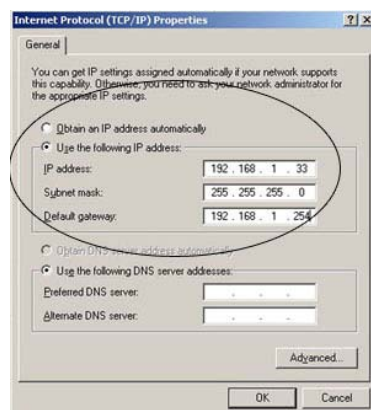 Internet Protocol (TCP/IP) Properties
General
You can get IP settings assigned automatically if your network supports
this capability. Otherwise, you need to ask your network administrator for
the appropriate IP settings.
Obtain an IP address automatically
Use the following IP address:
IP address: 192 . 168 . 1 . 33
Subnet mask: 255 . 255 . 255 . 0
Default gateway: 192 . 168 . 1 . 254
Obtain DNS server address automatically
Use the following DNS server addresses:
Preferred DNS server: . . .
Alternate DNS server: . . .
Advanced...
OK Cancel